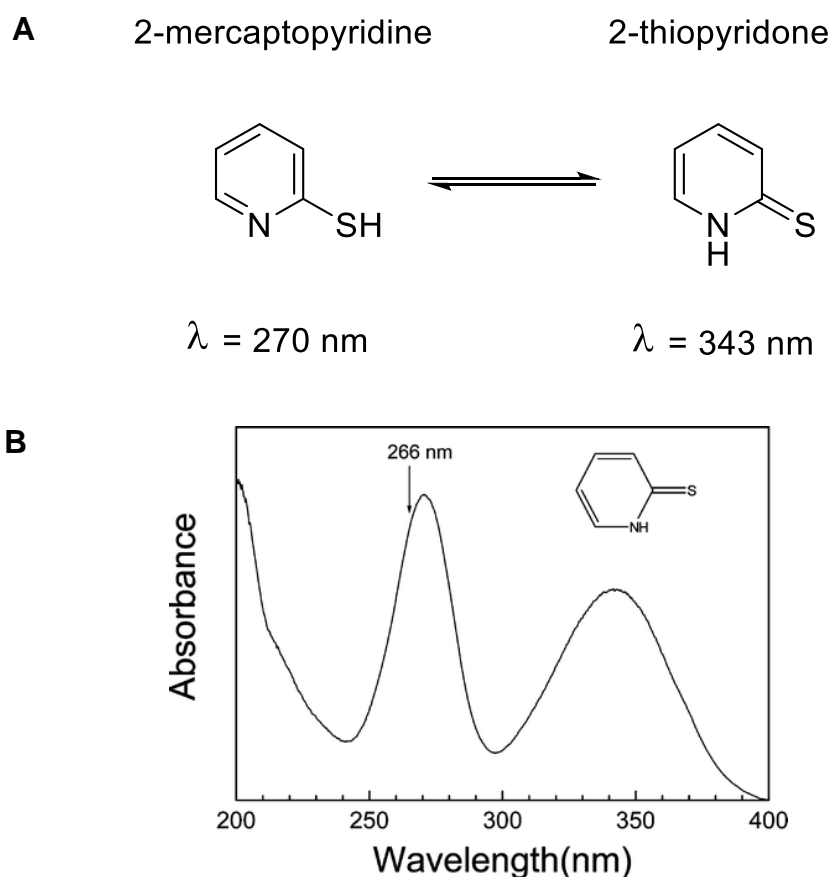 A
2-mercaptopyridine 2-thiopyridone
N SH
N S
H
λ = 270 nm λ = 343 nm
B
266 nm
S
NH
Absorbance
200 250 300 350 400
Wavelength(nm)